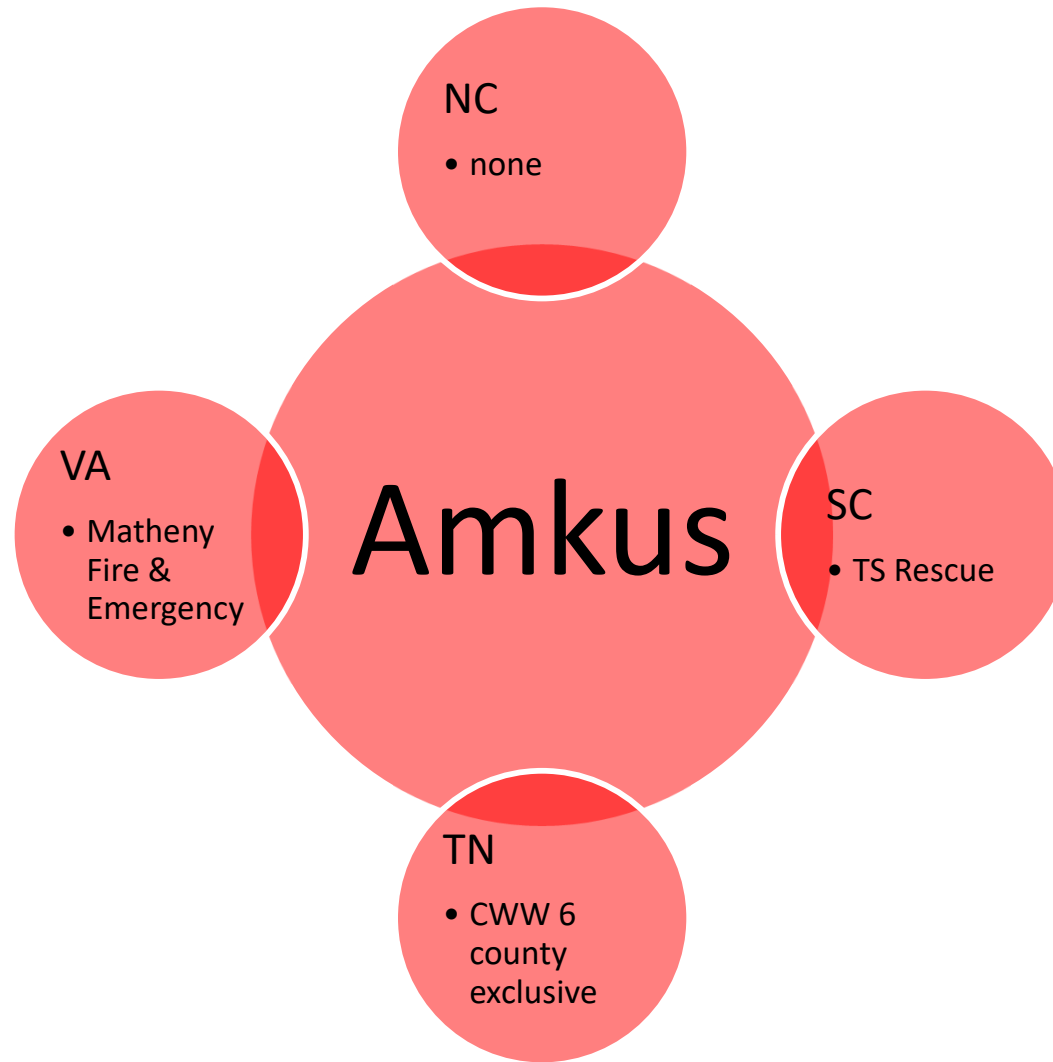 NC
• none
VA
• Matheny
Fire &
Emergency
Amkus
SC
• TS Rescue
TN
• CWW 6
county
exclusive